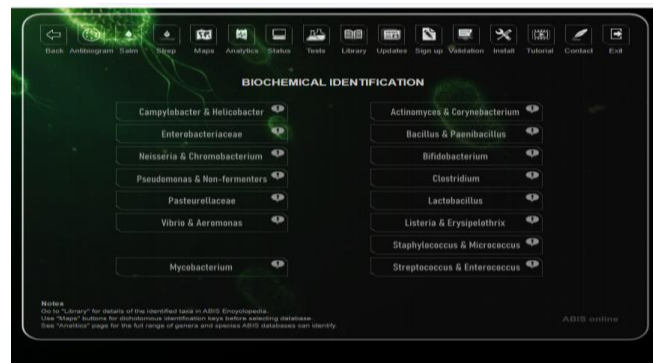 Back Antibiogram Salm Strep Maps Analytics Status Tests Library Updates Sign up Validation Install Tutorial Contact Exit
BIOCHEMICAL IDENTIFICATION
Campylobacter & Helicobacter
Enterobacteriaceae
Neisseria & Chromobacterium
Pseudomonas & Non-fermenters
Pasteurellaceae
Vibrio & Aeromonas
Mycobacterium
Actinomyces & Corynebacterium
Bacillus & Paenibacillus
Bifidobacterium
Clostridium
Lactobacillus
Listeria & Erysipelothrix
Staphylococcus & Micrococcus
Streptococcus & Enterococcus
Notes
Go to "Library" for details of the identified taxa in ABIS Encyclopedia.
Use "Maps" buttons for dichotomous identification keys before selecting database.
See "Analitics" page for the full range of genera and species ABIS databases can identify.
ABIS online